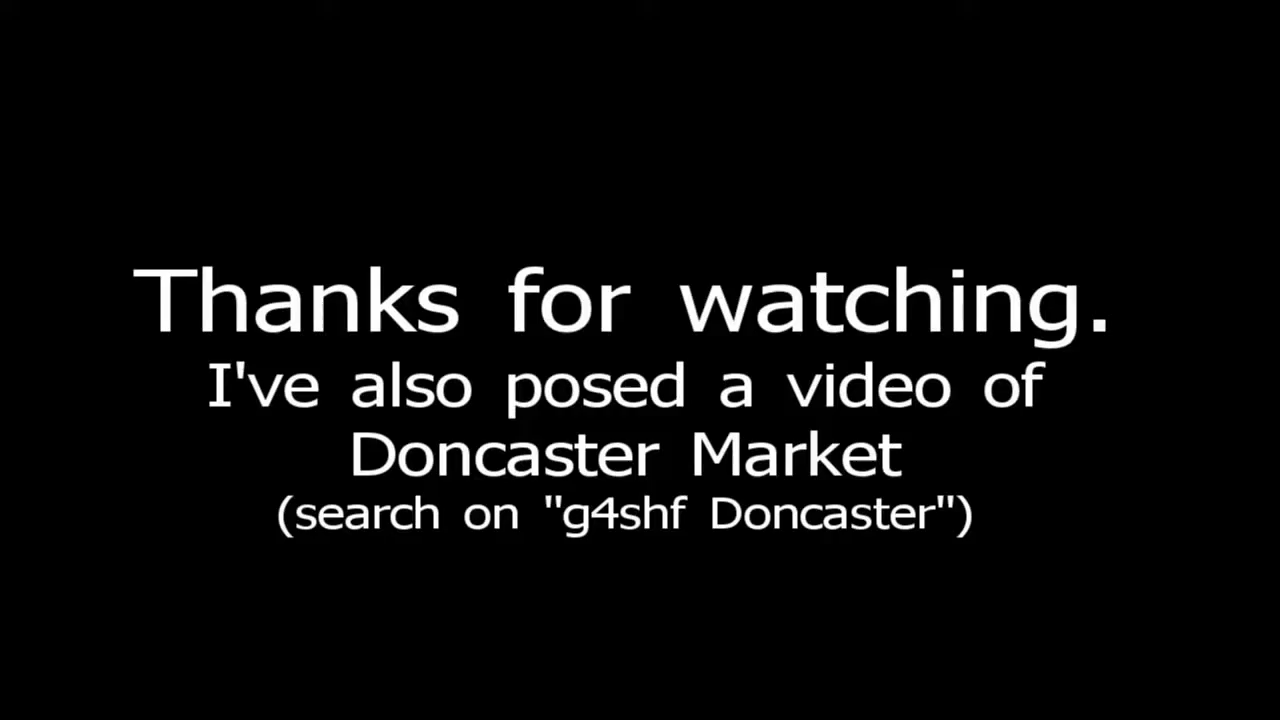 Thanks for watching.
I've also posed a video of
Doncaster Market
(search on "g4shf Doncaster")